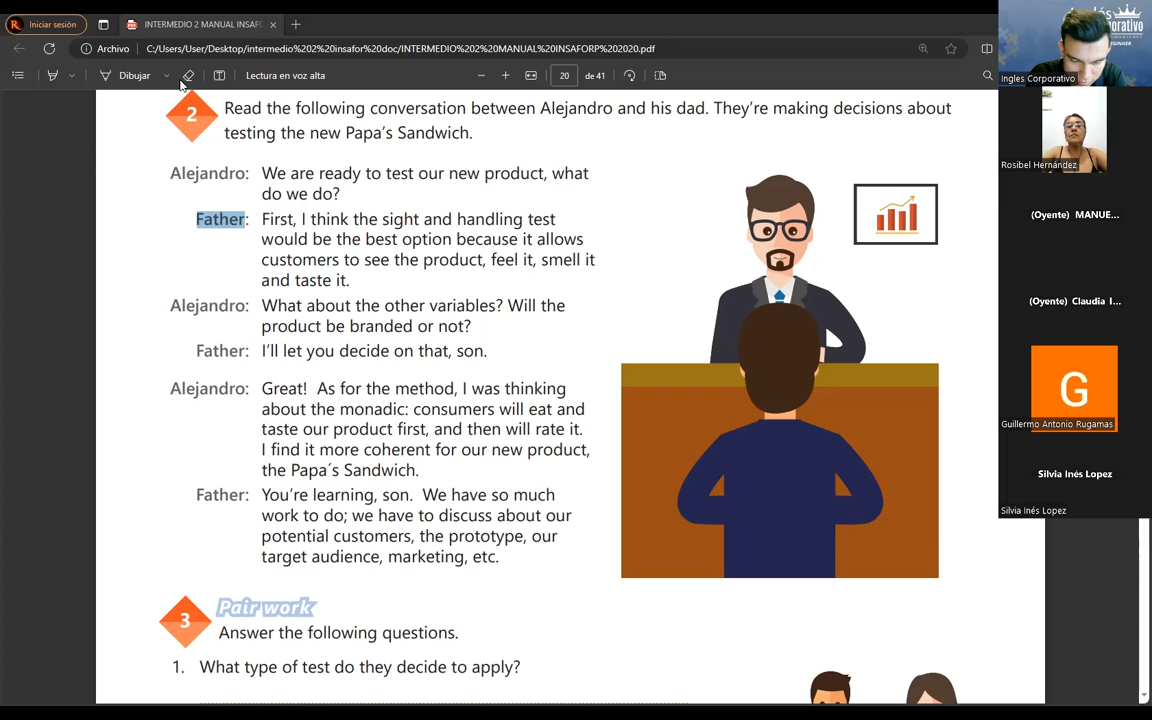 Iniciar sesión
INTERMEDIO 2 MANUAL INSAF
Archivo
C:/Users/User/Desktop/intermedio%202%20insafor%20doc/INTERMEDIO%202%20MANUAL%20INSAFORP%202020.pdf
Dibujar
Lectura en voz alta
20
de 41
2
Read the following conversation between Alejandro and his dad. They're making decisions about
testing the new Papa's Sandwich.
Alejandro: We are ready to test our new product, what
do we do?
Father: First, I think the sight and handling test
would be the best option because it allows
customers to see the product, feel it, smell it
and taste it.
Alejandro: What about the other variables? Will the
product be branded or not?
Father: I'll let you decide on that, son.
Alejandro: Great! As for the method, I was thinking
about the monadic: consumers will eat and
taste our product first, and then will rate it.
I find it more coherent for our new product,
the Papa´s Sandwich.
Father: You're learning, son. We have so much
work to do; we have to discuss about our
potential customers, the prototype, our
target audience, marketing, etc.
3
Pair work
Answer the following questions.
1. What type of test do they decide to apply?
Ingles Corporativo
Rosibel Hernández
(Oyente) MANUE...
(Oyente) Claudia I...
G
Guillermo Antonio Rugamas
Silvia Inés Lopez
Silvia Inés Lopez